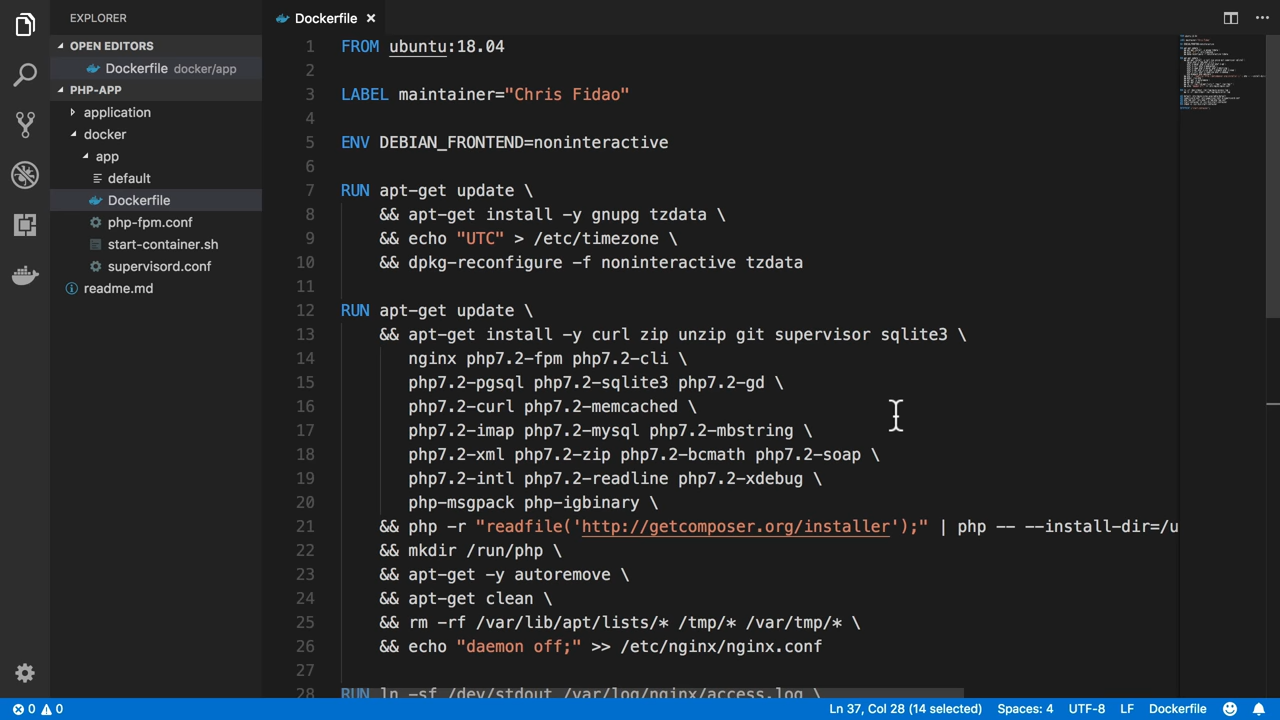 EXPLORER
OPEN EDITORS
Dockerfile docker/app
PHP-APP
application
docker
app
default
Dockerfile
php-fpm.conf
start-container.sh
supervisord.conf
readme.md
Dockerfile ×
1 FROM ubuntu:18.04
2
3 LABEL maintainer="Chris Fidao"
4
5 ENV DEBIAN_FRONTEND=noninteractive
6
7 RUN apt-get update \
8 && apt-get install -y gnupg tzdata \
9 && echo "UTC" > /etc/timezone \
10 && dpkg-reconfigure -f noninteractive tzdata
11
12 RUN apt-get update \
13 && apt-get install -y curl zip unzip git supervisor sqlite3 \
14 nginx php7.2-fpm php7.2-cli \
15 php7.2-pgsql php7.2-sqlite3 php7.2-gd \
16 php7.2-curl php7.2-memcached \
17 php7.2-imap php7.2-mysql php7.2-mbstring \
18 php7.2-xml php7.2-zip php7.2-bcmath php7.2-soap \
19 php7.2-intl php7.2-readline php7.2-xdebug \
20 php-msgpack php-igbinary \
21 && php -r "readfile('http://getcomposer.org/installer');" | php -- --install-dir=/u
22 && mkdir /run/php \
23 && apt-get -y autoremove \
24 && apt-get clean \
25 && rm -rf /var/lib/apt/lists/* /tmp/* /var/tmp/* \
26 && echo "daemon off;" >> /etc/nginx/nginx.conf
27
28 RUN ln -sf /dev/stdout /var/log/nginx/access.log \
0 0 Ln 37, Col 28 (14 selected) Spaces: 4 UTF-8 LF Dockerfile